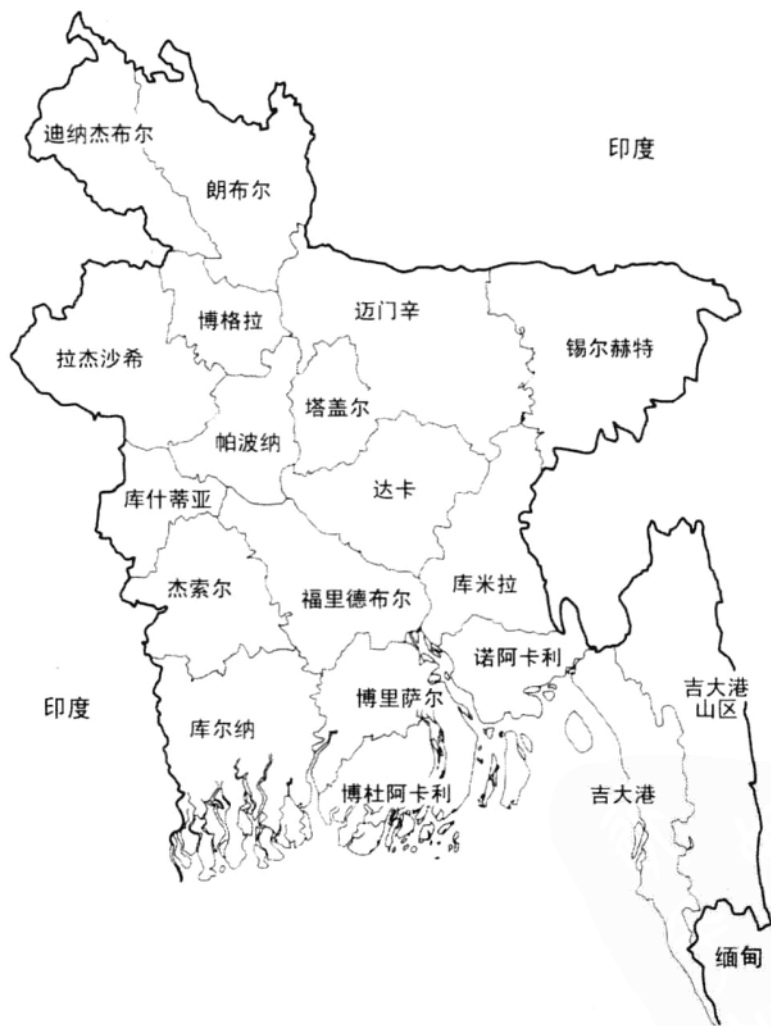 迪纳杰布尔
印度
朗布尔
博格拉
迈门辛
拉杰沙希
锡尔赫特
塔盖尔
帕波纳
达卡
库什蒂亚
杰索尔
福里德布尔
库米拉
诺阿卡利
博里萨尔
吉大港
山区
印度
库尔纳
博杜阿卡利
吉大港
缅甸